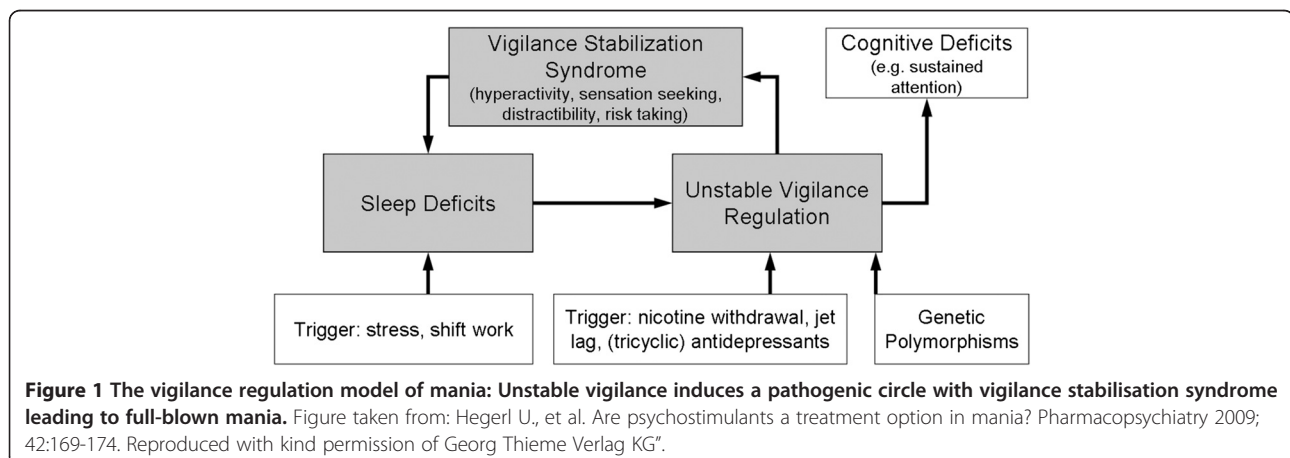 Vigilance Stabilization
Syndrome
(hyperactivity, sensation seeking,
distractibility, risk taking)
Cognitive Deficits
(e.g. sustained
attention)
Sleep Deficits
Unstable Vigilance
Regulation
Trigger: stress, shift work
Trigger: nicotine withdrawal, jet
lag, (tricyclic) antidepressants
Genetic
Polymorphisms
Figure 1 The vigilance regulation model of mania: Unstable vigilance induces a pathogenic circle with vigilance stabilisation syndrome
leading to full-blown mania. Figure taken from: Hegerl U., et al. Are psychostimulants a treatment option in mania? Pharmacopsychiatry 2009;
42:169-174. Reproduced with kind permission of Georg Thieme Verlag KG”.